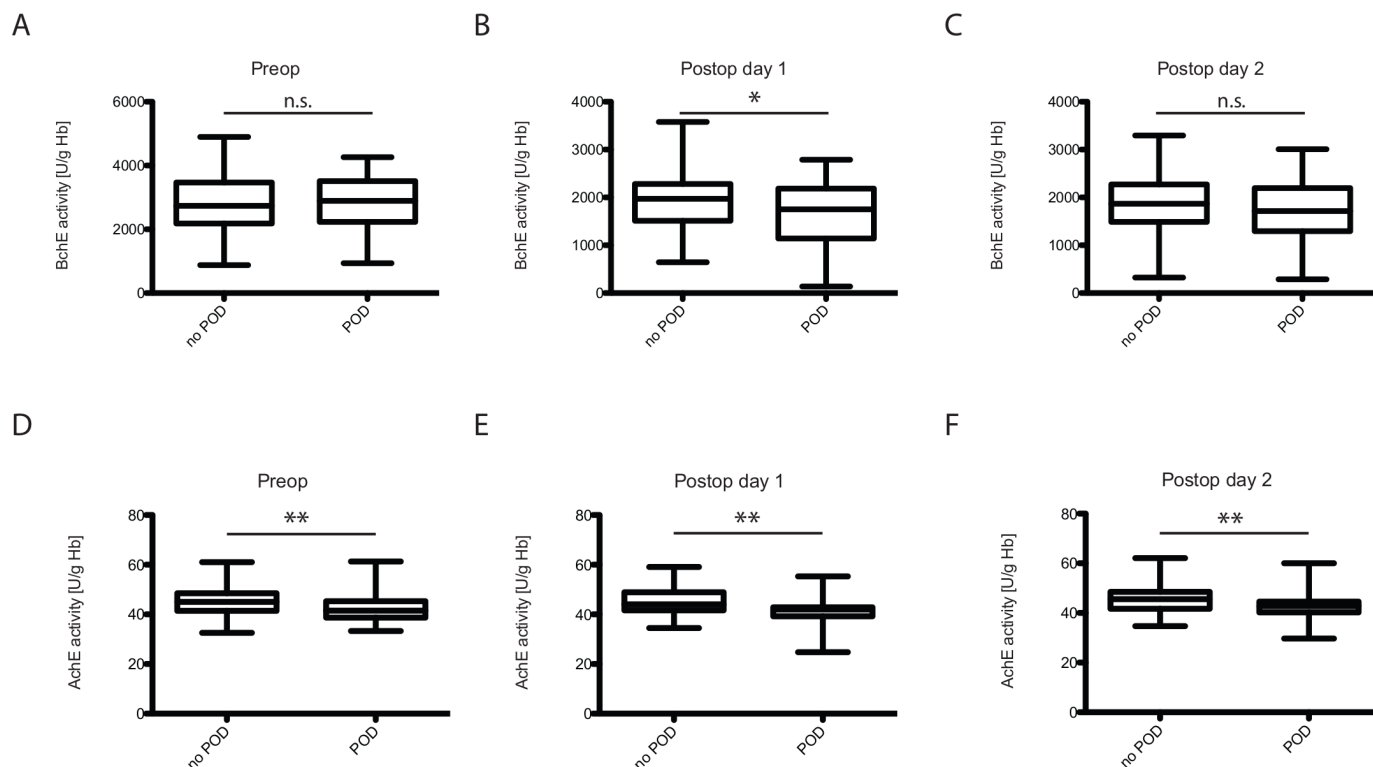 A
B
C
Preop
Postop day 1
Postop day 2
BchE activity [U/g Hb]
6000
4000
2000
0
n.s.
no POD
POD
BchE activity [U/g Hb]
4000
3000
2000
1000
0
*
no POD
POD
BchE activity [U/g Hb]
4000
3000
2000
1000
0
n.s.
no POD
POD
D
E
F
Preop
Postop day 1
Postop day 2
AchE activity [U/g Hb]
80
60
40
20
0
**
no POD
POD
AchE activity [U/g Hb]
80
60
40
20
0
**
no POD
POD
AchE activity [U/g Hb]
80
60
40
20
0
**
no POD
POD